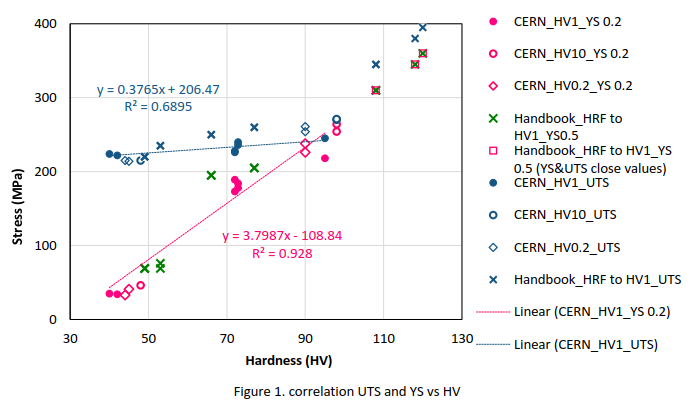 400
300
200
100
0
Stress (MPa)
30
50
70
90
110
130
Hardness (HV)
y = 0.3765x + 206.47
R² = 0.6895
y = 3.7987x - 108.84
R² = 0.928
CERN_HV1_YS 0.2
CERN_HV10_YS 0.2
CERN_HV0.2_YS 0.2
Handbook_HRF to
HV1_YS0.5
Handbook_HRF to HV1_YS
0.5 (YS&UTS close values)
CERN_HV1_UTS
CERN_HV10_UTS
CERN_HV0.2_UTS
Handbook_HRF to HV1_UTS
Linear (CERN_HV1_YS 0.2)
Linear (CERN_HV1_UTS)
Figure 1. correlation UTS and YS vs HV